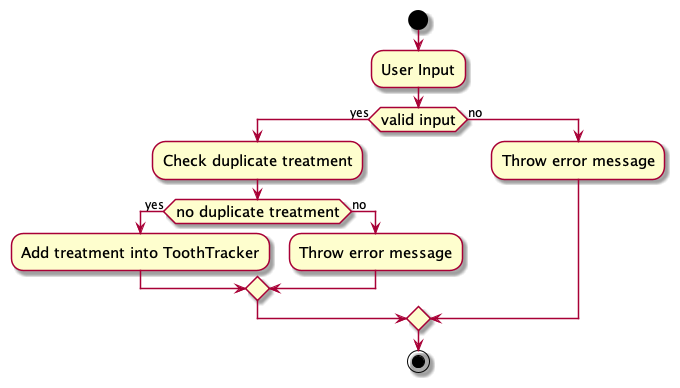 User Input
yes
valid input
no
Check duplicate treatment
Throw error message
yes
no duplicate treatment
no
Add treatment into ToothTracker
Throw error message